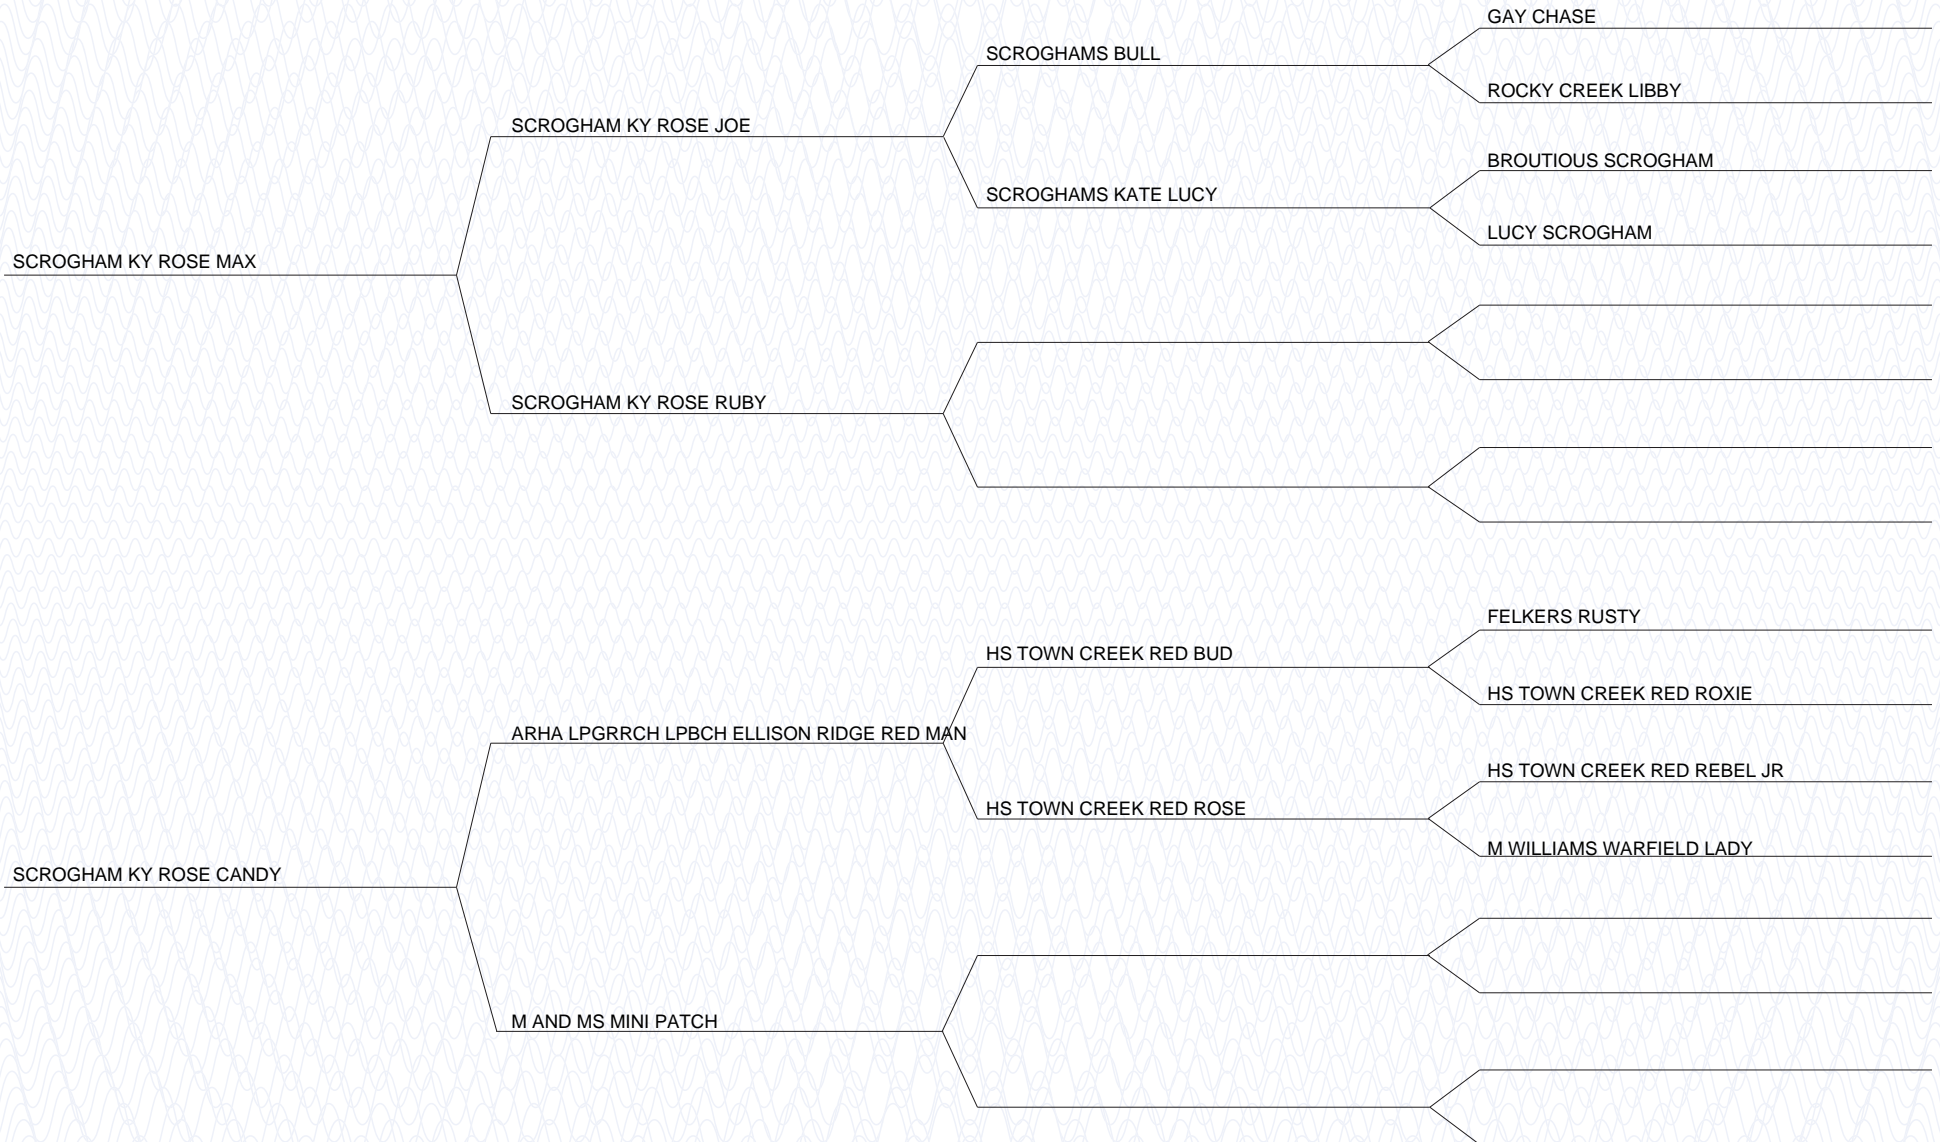 GAY CHASE
SCROGHAMS BULL
ROCKY CREEK LIBBY
SCROGHAM KY ROSE JOE
BROUTIOUS SCROGHAM
SCROGHAMS KATE LUCY
LUCY SCROGHAM
SCROGHAM KY ROSE MAX
SCROGHAM KY ROSE RUBY
FELKERS RUSTY
HS TOWN CREEK RED BUD
HS TOWN CREEK RED ROXIE
ARHA LPGRRCH LPBCH ELLISON RIDGE RED MAN
HS TOWN CREEK RED REBEL JR
HS TOWN CREEK RED ROSE
M WILLIAMS WARFIELD LADY
SCROGHAM KY ROSE CANDY
M AND MS MINI PATCH